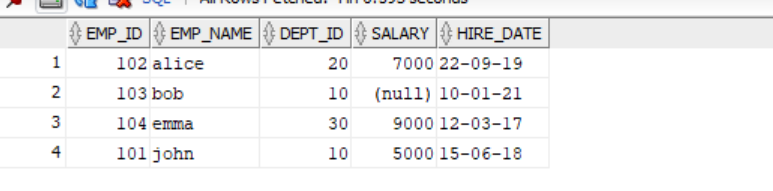 SQL | All Rows Fetched: 4 in 0.393 seconds
EMP_ID EMP_NAME DEPT_ID SALARY HIRE_DATE
1 102 alice 20 7000 22-09-19
2 103 bob 10 (null) 10-01-21
3 104 emma 30 9000 12-03-17
4 101 john 10 5000 15-06-18